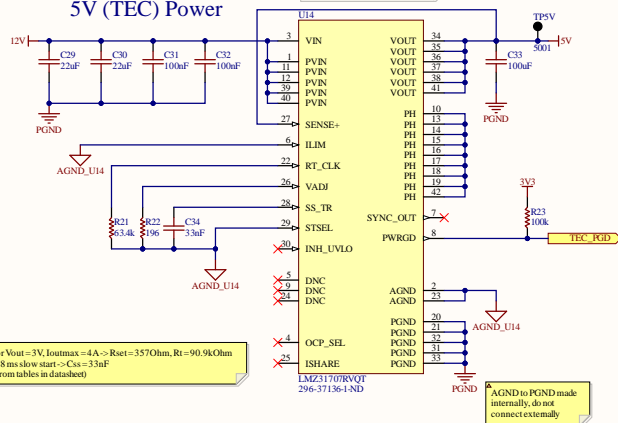 5V (TEC) Power
U14
TP5V
5001
12V
5V
C29
22uF
C30
22uF
C31
100nF
C32
100nF
C33
100uF
PGND
PGND
3 VIN
1 PVIN
11 PVIN
12 PVIN
39 PVIN
40 PVIN
27 SENSE+
6 ILIM
22 RT_CLK
26 VADJ
28 SS_TR
29 STSEL
30 INH_UVLO
5 DNC
9 DNC
24 DNC
4 OCP_SEL
25 ISHARE
VOUT 34
VOUT 35
VOUT 36
VOUT 37
VOUT 38
VOUT 41
PH 10
PH 13
PH 14
PH 15
PH 16
PH 17
PH 18
PH 19
PH 42
SYNC_OUT 7
PWRGD 8
AGND 2
AGND 23
PGND 20
PGND 21
PGND 32
PGND 31
PGND 33
AGND_U14
R21
63.4k
R22
196
C34
33nF
AGND_U14
3V3
R23
100k
TEC_PGD
AGND_U14
PGND
LMZ31707RVQT
296-37136-1-ND
r Vout=3V, Ioutmax=4A->Rset=357Ohm, Rt=90.9kOhm
8 ms slow start->Css=33nF
rom tables in datasheet)
AGND to PGND made
internally, do not
connect externally